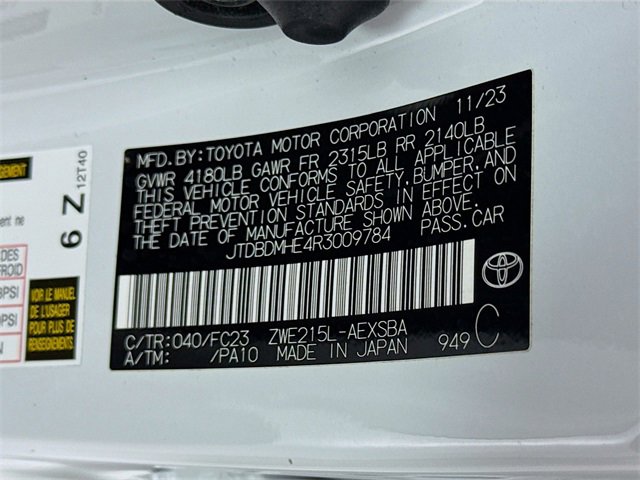 MFD.BY:TOYOTA MOTOR CORPORATION 11/23
GVWR 4180LB GAWR FR 2315LB RR 2140LB
THIS VEHICLE CONFORMS TO ALL APPLICABLE
FEDERAL MOTOR VEHICLE SAFETY,BUMPER,AND
THEFT PREVENTION STANDARDS IN EFFECT ON
THE DATE OF MANUFACTURE SHOWN ABOVE.
JTDBDMHE4R3009784 PASS.CAR
C/TR:040/FC23 ZWE215L-AEXSBA
A/TM: /PA10 MADE IN JAPAN 949 C
6 Z 12T40
VOIR LE MANUEL
DE L'USAGER
POUR PLUS DE
RENSEIGNEMENTS